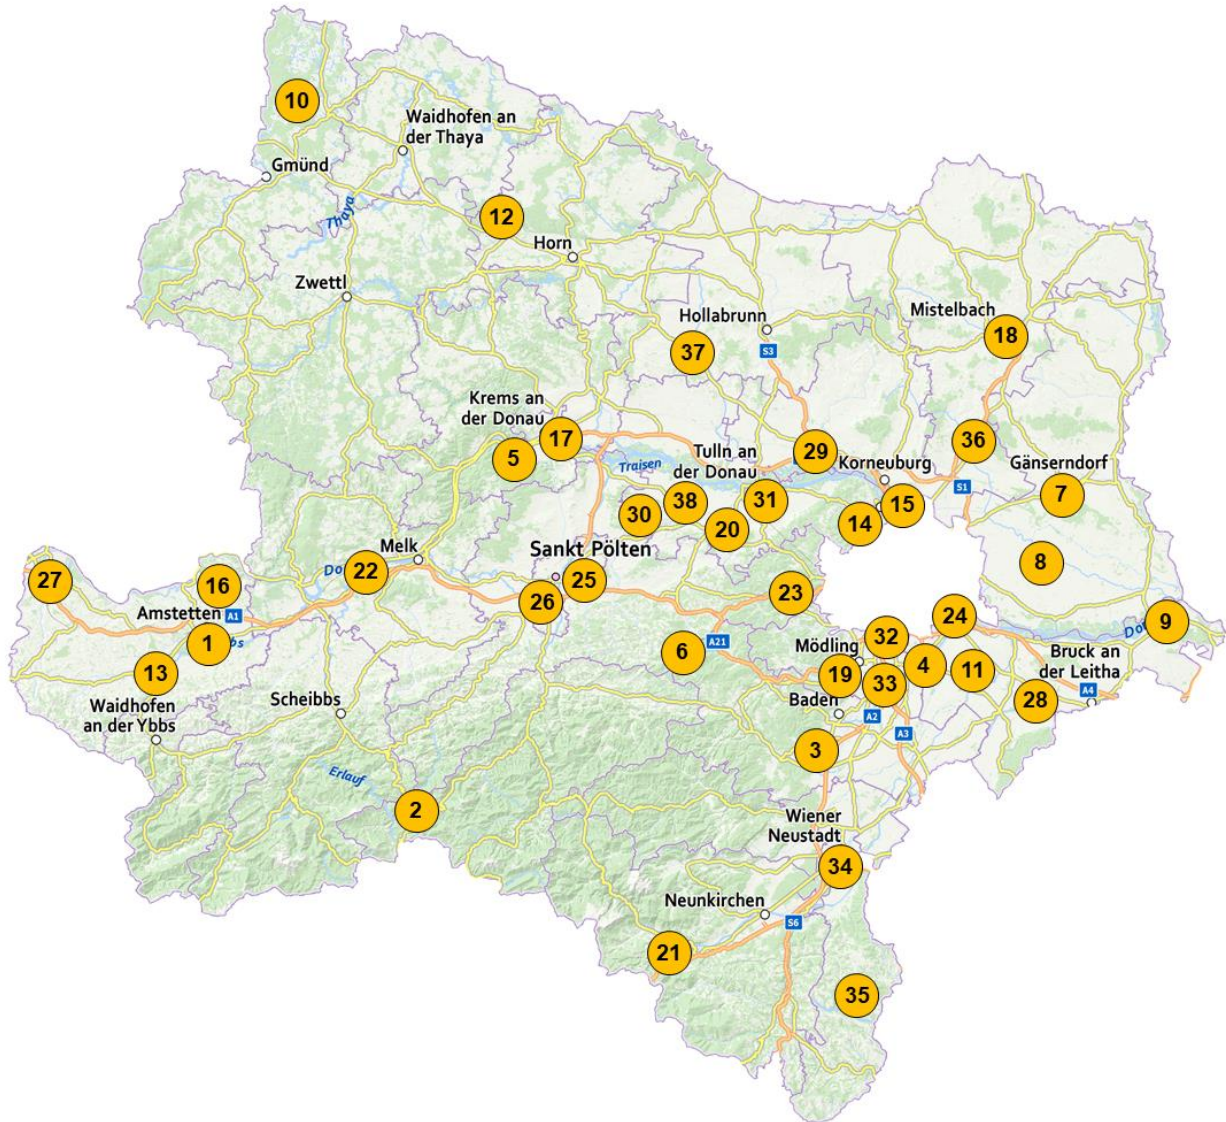 10
Waidhofen an
der Thaya
Gmünd
Thaya
12
Horn
Zwettl
Mistelbach
Hollabrunn
18
S3
37
Krems an
der Donau
17
5
Traisen
Tulln an
der Donau
29
Korneuburg
36
Gänserndorf
S1
7
30
38
31
15
14
20
8
Sankt Pölten
Melk
Do
22
25
26
27
16
Amstetten
A1
1
bs
13
23
24
9
Do
32
A21
6
Mödling
19
33
4
11
Bruck an
der Leitha
A4
28
Baden
A2
A3
Waidhofen
an der Ybbs
Scheibbs
3
Erlauf
2
Wiener
Neustadt
34
Neunkirchen
S6
21
35